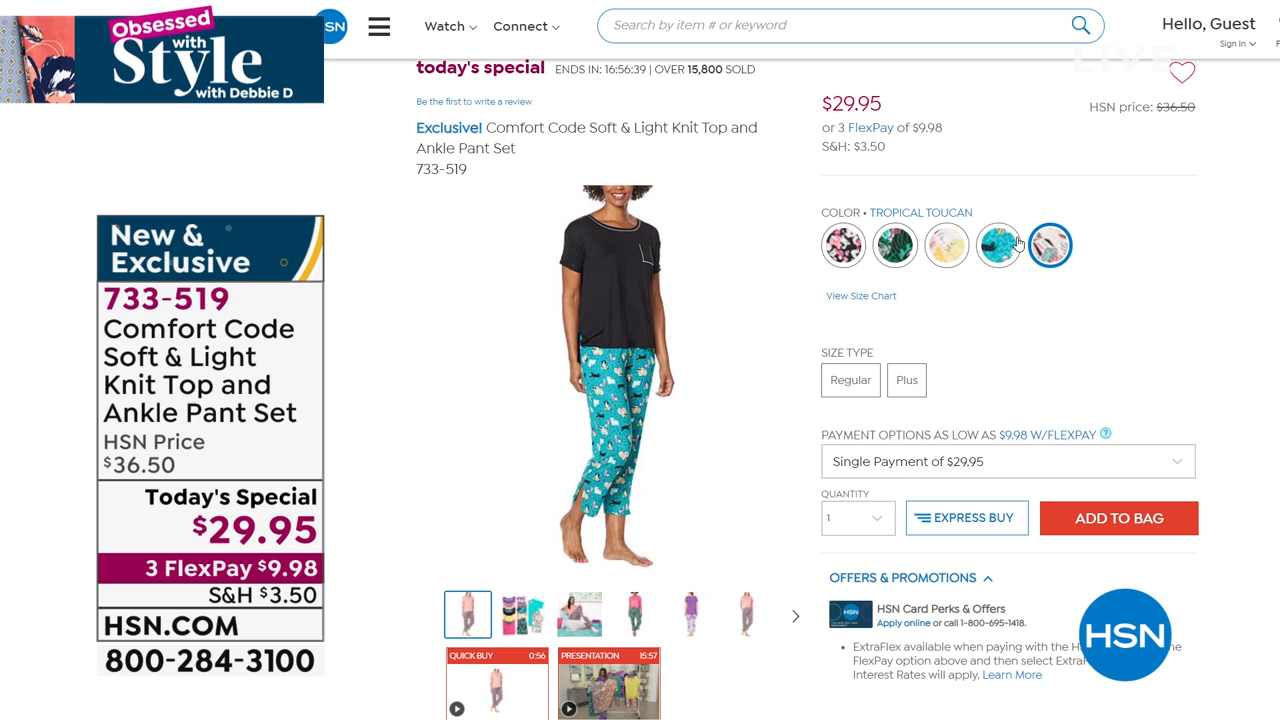 Obsessed
with
Style
with Debbie D
SN
Watch
Connect
Search by item # or keyword
Hello, Guest
Sign In
LIVE
today's special ENDS IN: 16:56:39 | OVER 15,800 SOLD
Be the first to write a review
Exclusive! Comfort Code Soft & Light Knit Top and
Ankle Pant Set
733-519
$29.95
HSN price: $36.50
or 3 FlexPay of $9.98
S&H: $3.50
COLOR • TROPICAL TOUCAN
View Size Chart
SIZE TYPE
Regular
Plus
PAYMENT OPTIONS AS LOW AS $9.98 W/FLEXPAY ?
Single Payment of $29.95
QUANTITY
1
EXPRESS BUY
ADD TO BAG
OFFERS & PROMOTIONS
HSN
HSN Card Perks & Offers
Apply online or call 1-800-695-1418.
• ExtraFlex available when paying with the H
he
FlexPay option above and then select Extra
Interest Rates will apply. Learn More
HSN
QUICK BUY 0:56
PRESENTATION 15:57
New &
Exclusive
733-519
Comfort Code
Soft & Light
Knit Top and
Ankle Pant Set
HSN Price
$36.50
Today's Special
$29.95
3 FlexPay $9.98
S&H $3.50
HSN.COM
800-284-3100